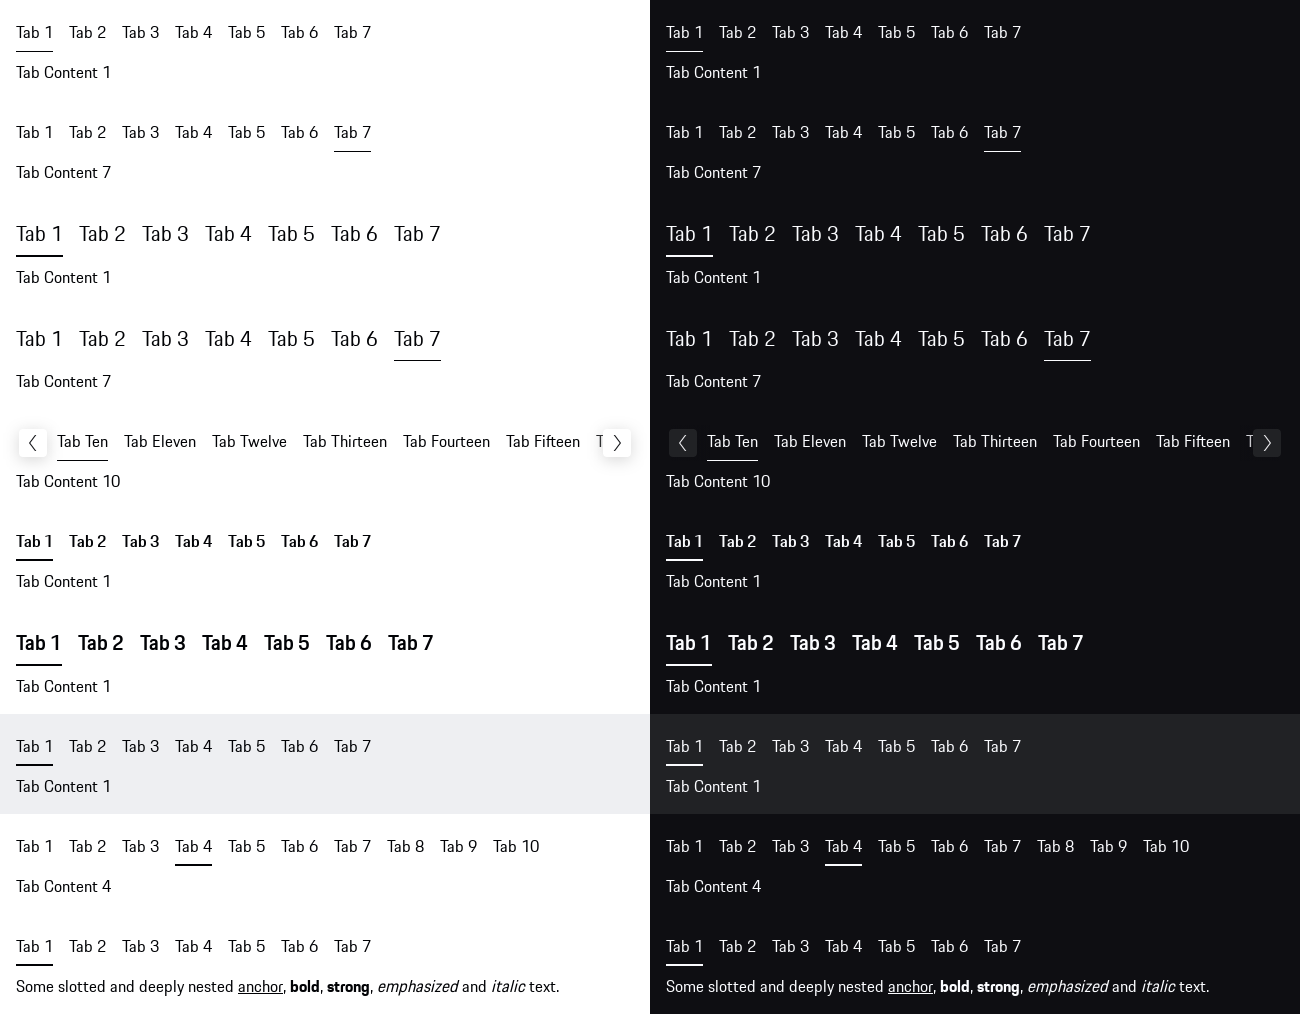 Tab 1 Tab 2 Tab 3 Tab 4 Tab 5 Tab 6 Tab 7
Tab Content 1
Tab 1 Tab 2 Tab 3 Tab 4 Tab 5 Tab 6 Tab 7
Tab Content 7
Tab 1 Tab 2 Tab 3 Tab 4 Tab 5 Tab 6 Tab 7
Tab Content 1
Tab 1 Tab 2 Tab 3 Tab 4 Tab 5 Tab 6 Tab 7
Tab Content 7
Tab Ten Tab Eleven Tab Twelve Tab Thirteen Tab Fourteen Tab Fifteen
Tab Content 10
Tab 1 Tab 2 Tab 3 Tab 4 Tab 5 Tab 6 Tab 7
Tab Content 1
Tab 1 Tab 2 Tab 3 Tab 4 Tab 5 Tab 6 Tab 7
Tab Content 1
Tab 1 Tab 2 Tab 3 Tab 4 Tab 5 Tab 6 Tab 7
Tab Content 1
Tab 1 Tab 2 Tab 3 Tab 4 Tab 5 Tab 6 Tab 7 Tab 8 Tab 9 Tab 10
Tab Content 4
Tab 1 Tab 2 Tab 3 Tab 4 Tab 5 Tab 6 Tab 7
Some slotted and deeply nested anchor, bold, strong, emphasized and italic text.
Tab 1 Tab 2 Tab 3 Tab 4 Tab 5 Tab 6 Tab 7
Tab Content 1
Tab 1 Tab 2 Tab 3 Tab 4 Tab 5 Tab 6 Tab 7
Tab Content 7
Tab 1 Tab 2 Tab 3 Tab 4 Tab 5 Tab 6 Tab 7
Tab Content 1
Tab 1 Tab 2 Tab 3 Tab 4 Tab 5 Tab 6 Tab 7
Tab Content 7
Tab Ten Tab Eleven Tab Twelve Tab Thirteen Tab Fourteen Tab Fifteen
Tab Content 10
Tab 1 Tab 2 Tab 3 Tab 4 Tab 5 Tab 6 Tab 7
Tab Content 1
Tab 1 Tab 2 Tab 3 Tab 4 Tab 5 Tab 6 Tab 7
Tab Content 1
Tab 1 Tab 2 Tab 3 Tab 4 Tab 5 Tab 6 Tab 7
Tab Content 1
Tab 1 Tab 2 Tab 3 Tab 4 Tab 5 Tab 6 Tab 7 Tab 8 Tab 9 Tab 10
Tab Content 4
Tab 1 Tab 2 Tab 3 Tab 4 Tab 5 Tab 6 Tab 7
Some slotted and deeply nested anchor, bold, strong, emphasized and italic text.